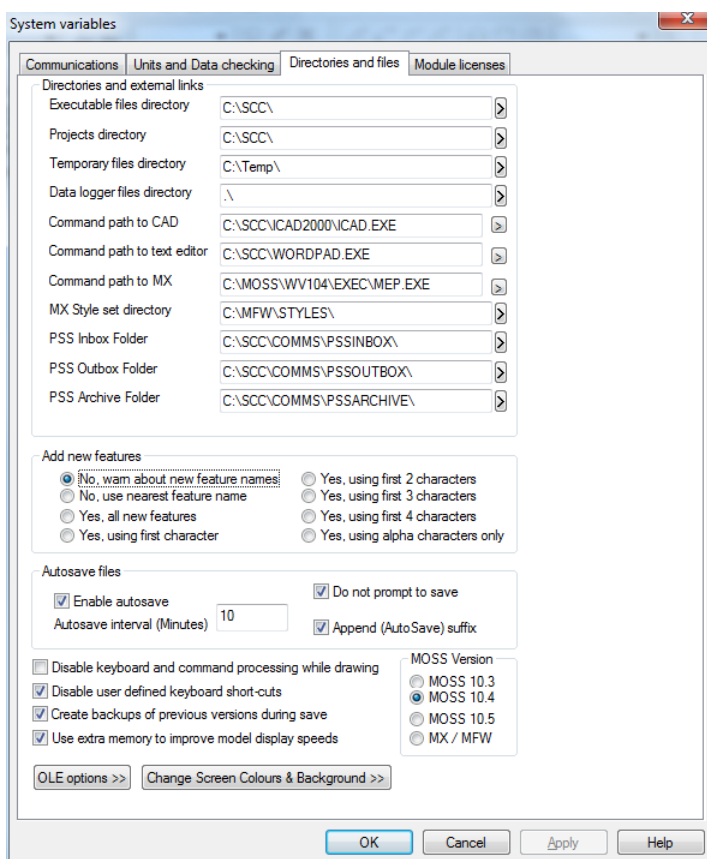 System variables
x
Communications Units and Data checking Directories and files Module licenses
Directories and external links
Executable files directory C:\SCC\ >
Projects directory C:\SCC\ >
Temporary files directory C:\Temp\ >
Data logger files directory .\ >
Command path to CAD C:\SCC\ICAD2000\ICAD.EXE >
Command path to text editor C:\SCC\WORDPAD.EXE >
Command path to MX C:\MOSS\WV104\EXEC\MEP.EXE >
MX Style set directory C:\MFW\STYLES\ >
PSS Inbox Folder C:\SCC\COMMS\PSSINBOX\ >
PSS Outbox Folder C:\SCC\COMMS\PSSOUTBOX\ >
PSS Archive Folder C:\SCC\COMMS\PSSARCHIVE\ >
Add new features
No, warn about new feature names Yes, using first 2 characters
No, use nearest feature name Yes, using first 3 characters
Yes, all new features Yes, using first 4 characters
Yes, using first character Yes, using alpha characters only
Autosave files
Enable autosave Do not prompt to save
Autosave interval (Minutes) 10 Append (AutoSave) suffix
Disable keyboard and command processing while drawing
Disable user defined keyboard short-cuts
Create backups of previous versions during save
Use extra memory to improve model display speeds
MOSS Version
MOSS 10.3
MOSS 10.4
MOSS 10.5
MX / MFW
OLE options >> Change Screen Colours & Background >>
OK Cancel Apply Help